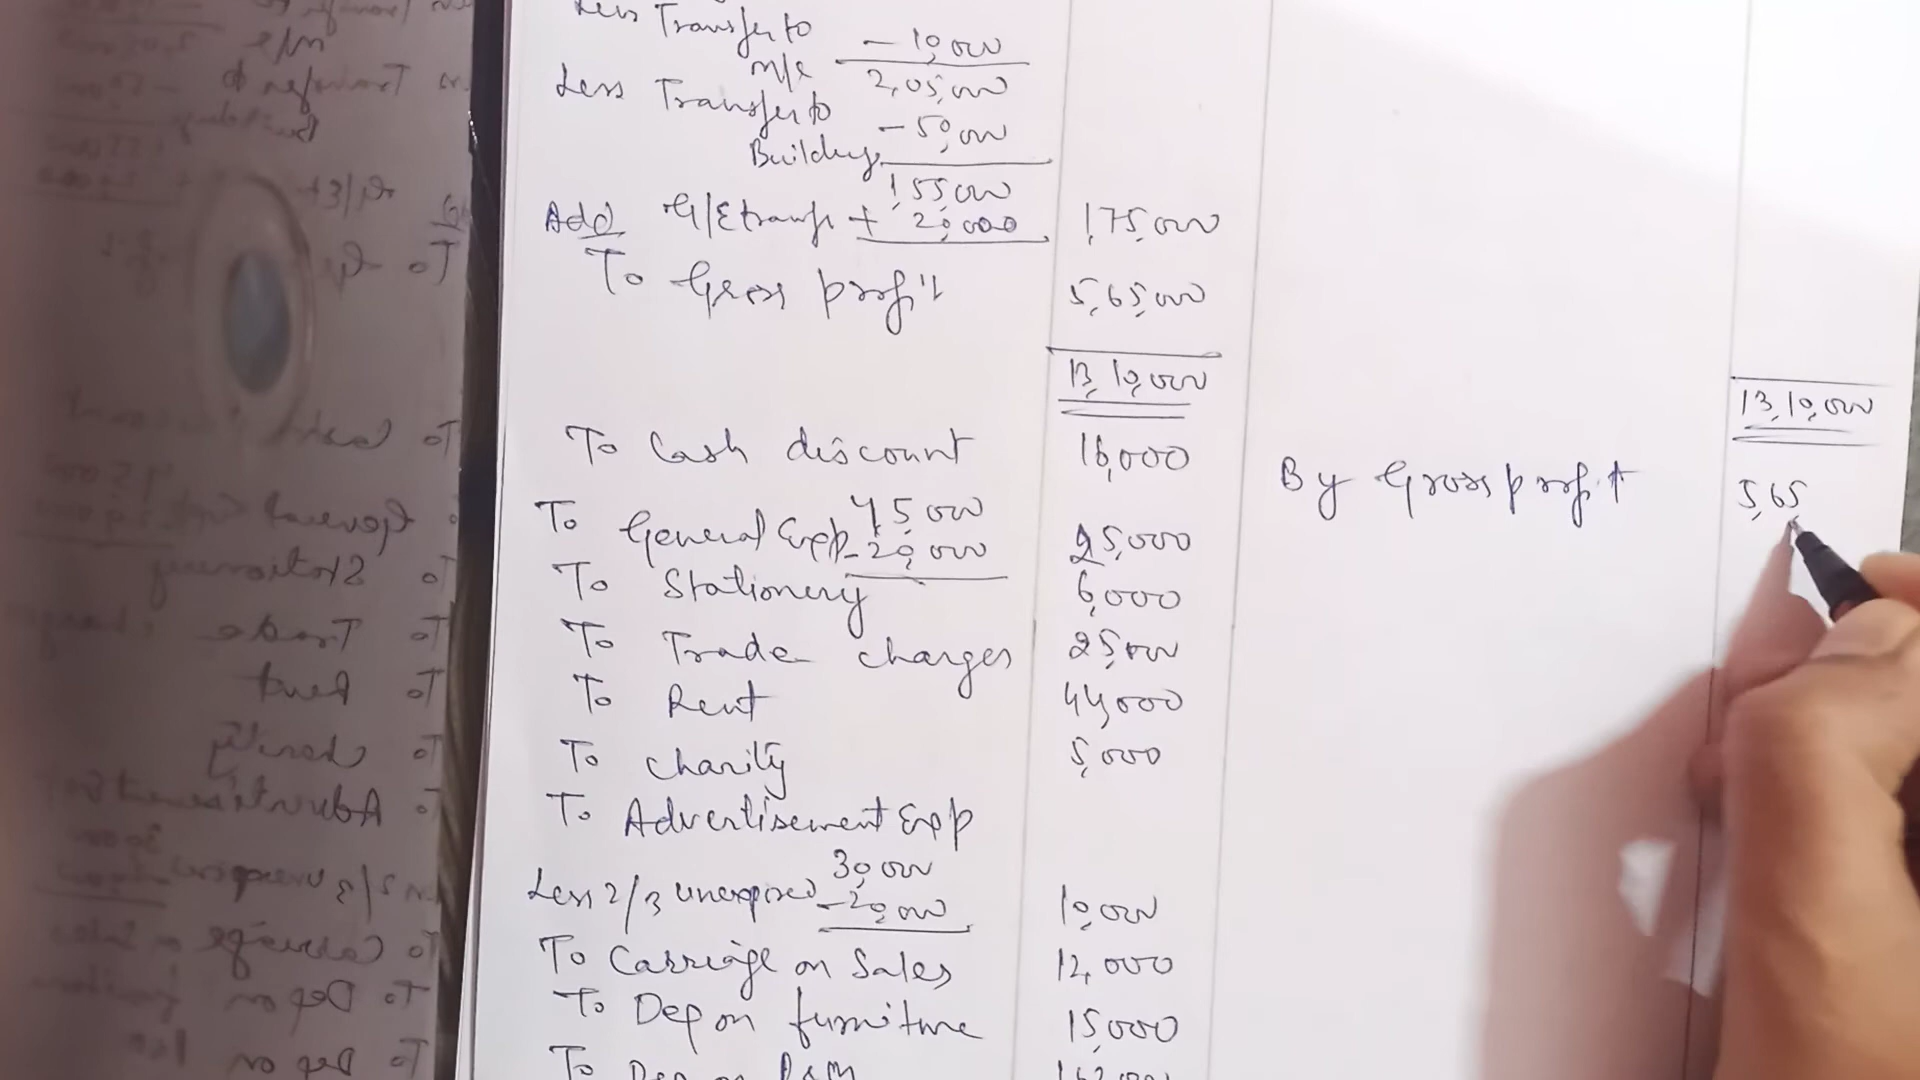 Less Transfer to - 10,000
m/c 2,05,000
Less Transfer to
Building - 50,000
1,55,000
Add G/E transfr + 20,000 1,75,000
To Gross profit 5,65,000
13,10,000 13,10,000
To Cash discount 16,000
By Gross profit 5,65,
45,000
To General Exp - 20,000 25,000
To Stationery 6,000
To Trade charges 25,000
To Rent 44,000
To charity 5,000
To Advertisement Exp
30,000
Less 2/3 unexpired - 20,000 10,000
To Carriage on Sales 12,000
To Dep on furniture 15,000
To Dep on P&M